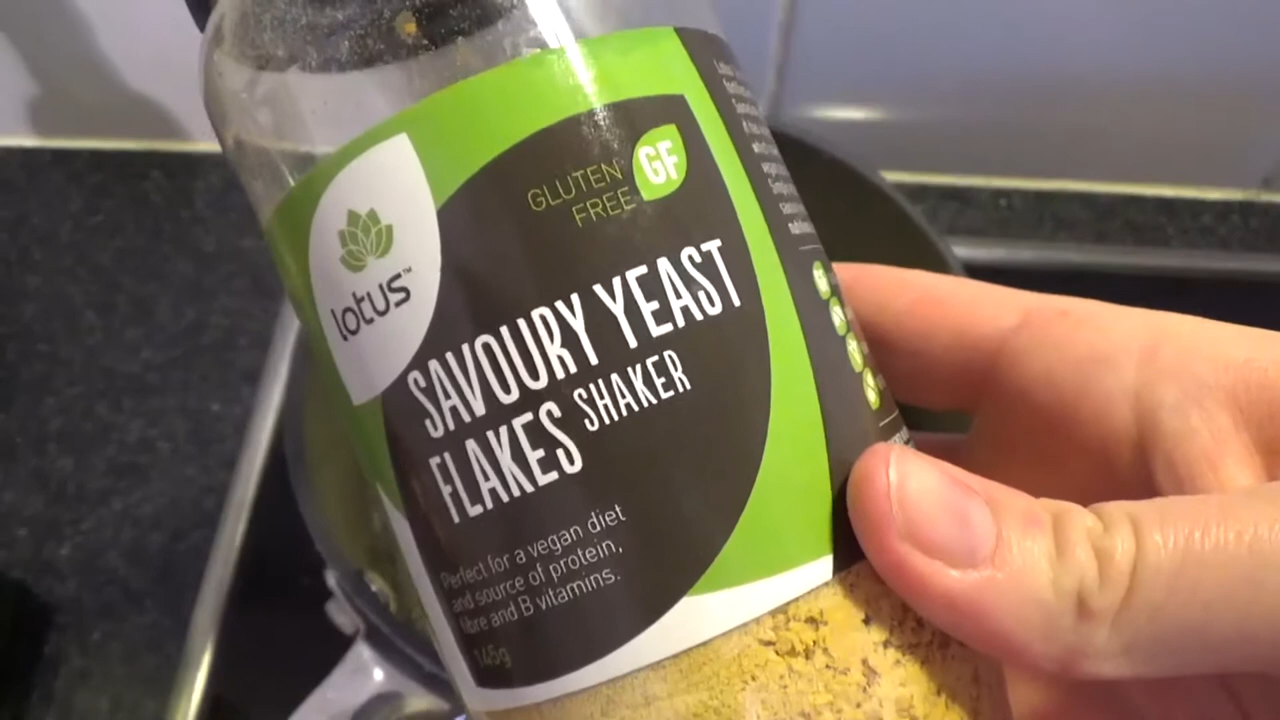 GLUTEN
FREE
GF
lotus™
SAVOURY YEAST
FLAKES SHAKER
Perfect for a vegan diet
and source of protein,
fibre and B vitamins.
145g